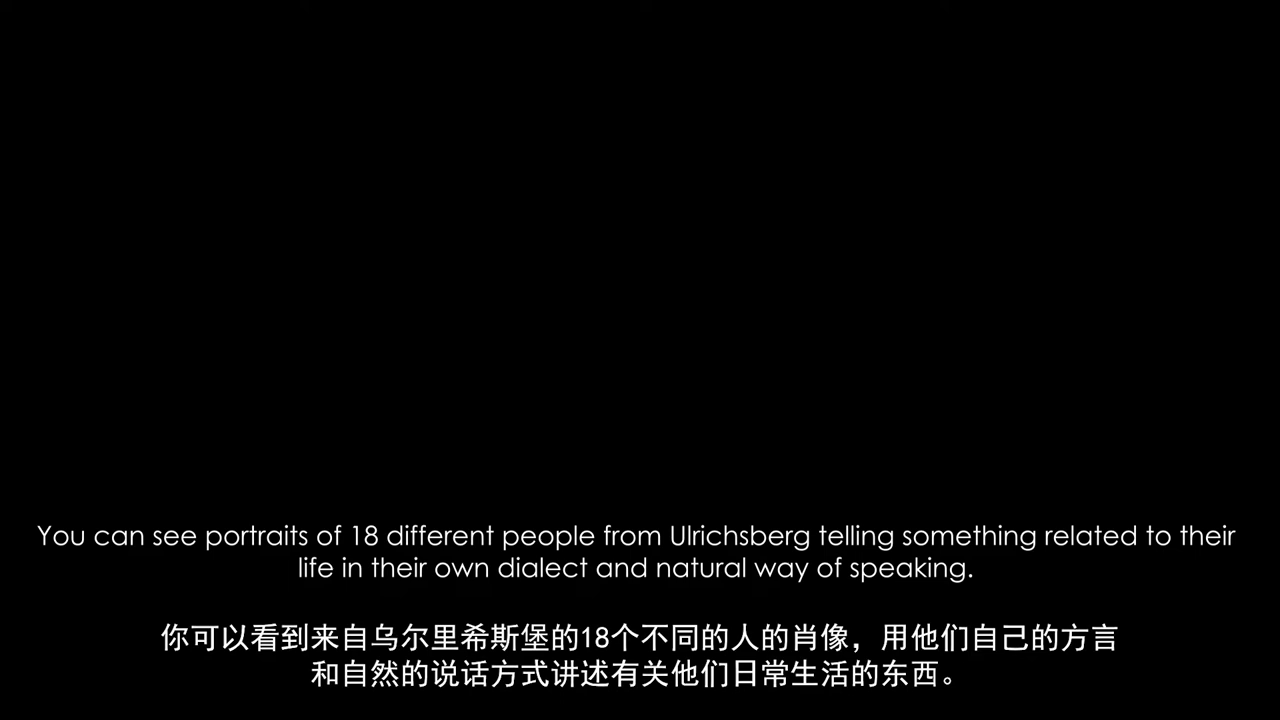 You can see portraits of 18 different people from Ulrichsberg telling something related to their
life in their own dialect and natural way of speaking.
你可以看到来自乌尔里希斯堡的18个不同的人的肖像，用他们自己的方言
和自然的说话方式讲述有关他们日常生活的东西。